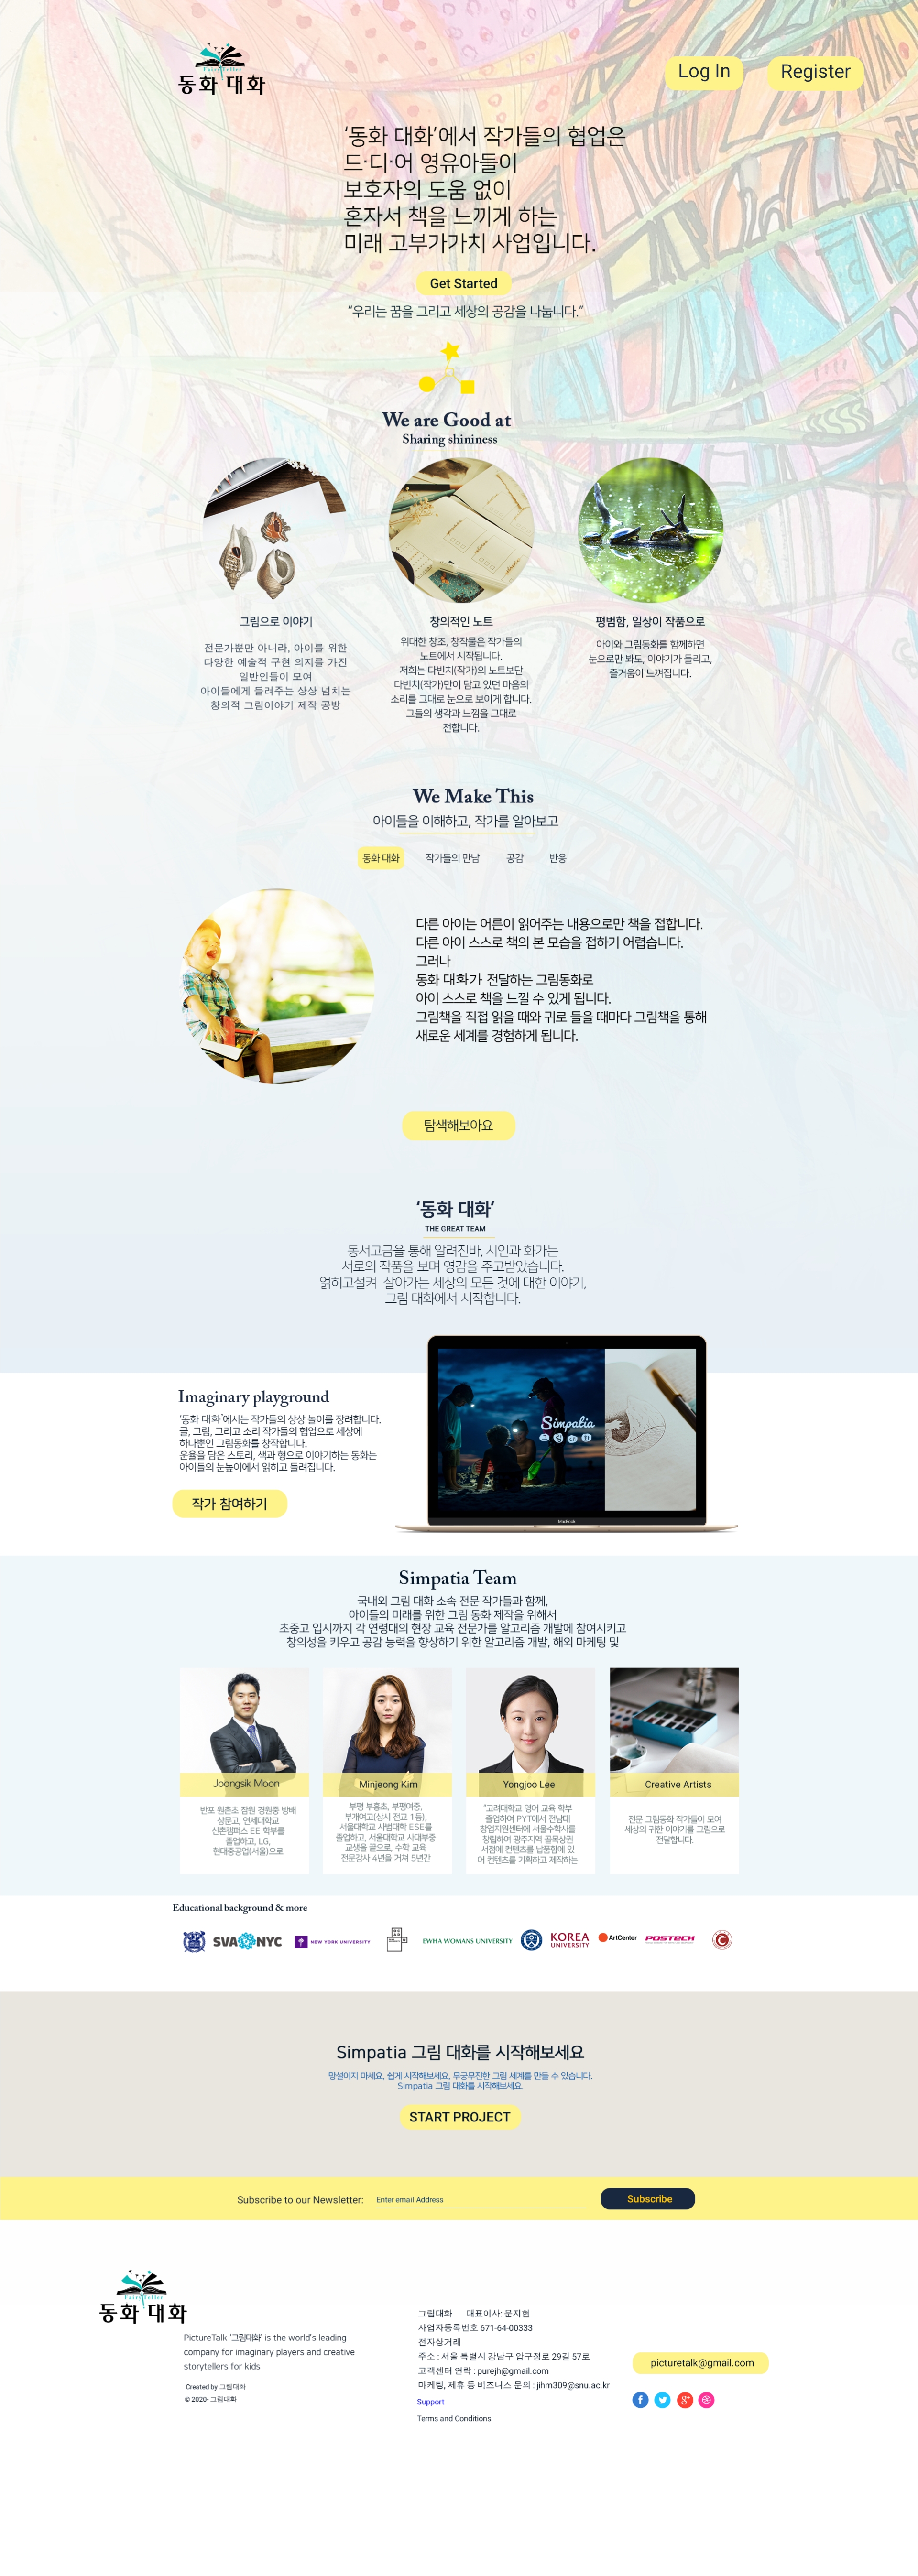 Fairy Teller
동화 대화
Log In
Register
‘동화 대화’에서 작가들의 협업은
드·디·어 영유아들이
보호자의 도움 없이
혼자서 책을 느끼게 하는
미래 고부가가치 사업입니다.
Get Started
“우리는 꿈을 그리고 세상의 공감을 나눕니다.”
We are Good at
Sharing shininess
그림으로 이야기
전문가뿐만 아니라, 아이를 위한
다양한 예술적 구현 의지를 가진
일반인들이 모여
아이들에게 들려주는 상상 넘치는
창의적 그림이야기 제작 공방
창의적인 노트
위대한 창조, 창작물은 작가들의
노트에서 시작됩니다.
저희는 다빈치(작가)의 노트보단
다빈치(작가만이 담고 있던 마음의
소리를 그대로 눈으로 보이게 합니다.
그들의 생각과 느낌을 그대로
전합니다.
평범함, 일상이 작품으로
아이와 그림동화를 함께하면
눈으로만 봐도, 이야기가 들리고,
즐거움이 느껴집니다.
We Make This
아이들을 이해하고, 작가를 알아보고
동화 대화
작가들의 만남
공감
반응
다른 아이는 어른이 읽어주는 내용으로만 책을 접합니다.
다른 아이 스스로 책의 본 모습을 접하기 어렵습니다.
그러나
동화 대화가 전달하는 그림동화로
아이 스스로 책을 느낄 수 있게 됩니다.
그림책을 직접 읽을 때와 귀로 들을 때마다 그림책을 통해
새로운 세계를 경험하게 됩니다.
탐색해보아요
‘동화 대화’
THE GREAT TEAM
동서고금을 통해 알려진바, 시인과 화가는
서로의 작품을 보며 영감을 주고받았습니다.
얽히고설켜 살아가는 세상의 모든 것에 대한 이야기,
그림 대화에서 시작합니다.
Imaginary playground
‘동화 대화’에서는 작가들의 상상 놀이를 장려합니다.
글, 그림, 그리고 소리 작가들의 협업으로 세상에
하나뿐인 그림동화를 창작합니다.
운율을 담은 스토리, 색과 형으로 이야기하는 동화는
아이들의 눈높이에서 읽히고 들려집니다.
작가 참여하기
Simpatia
그림대화
MacBook
Simpatia Team
국내외 그림 대화 소속 전문 작가들과 함께,
아이들의 미래를 위한 그림 동화 제작을 위해서
초중고 입시까지 각 연령대의 현장 교육 전문가를 알고리즘 개발에 참여시키고
창의성을 키우고 공감 능력을 향상하기 위한 알고리즘 개발, 해외 마케팅 및
Joongsik Moon
반포 원촌초 잠원 경원중 방배
상문고, 연세대학교
신촌캠퍼스 EE 학부를
졸업하고, LG,
현대중공업(서울)으로
Minjeong Kim
부평 부흥초, 부평여중,
부개여고(상시 전교 1등),
서울대학교 사범대학 ESE를
졸업하고, 서울대학교 사대부중
교생을 끝으로, 수학 교육
전문강사 4년을 거쳐 5년간
Yongjoo Lee
“고려대학교 영어 교육 학부
졸업하여 PYT에서 전남대
창업지원센터에 서울수학사를
창립하여 광주지역 골목상권
서점에 컨텐츠를 납품함에 있
어 컨텐츠를 기획하고 제작하는
Creative Artists
전문 그림동화 작가들이 모여
세상의 귀한 이야기를 그림으로
전달합니다.
Educational background & more
SVA NYC
NEW YORK UNIVERSITY
EWHA WOMANS UNIVERSITY
KOREA
UNIVERSITY
ArtCenter
POSTECH
Simpatia 그림 대화를 시작해보세요
망설이지 마세요, 쉽게 시작해보세요, 무궁무진한 그림 세계를 만들 수 있습니다.
Simpatia 그림 대화를 시작해보세요.
START PROJECT
Subscribe to our Newsletter:
Enter email Address
Subscribe
Fairy Teller
동화 대화
PictureTalk '그림대화' is the world's leading
company for imaginary players and creative
storytellers for kids
Created by 그림대화
© 2020- 그림대화
그림대화 대표이사: 문지현
사업자등록번호 671-64-00333
전자상거래
주소 : 서울 특별시 강남구 압구정로 29길 57로
고객센터 연락 : purejh@gmail.com
마케팅, 제휴 등 비즈니스 문의 : jihm309@snu.ac.kr
Support
Terms and Conditions
picturetalk@gmail.com